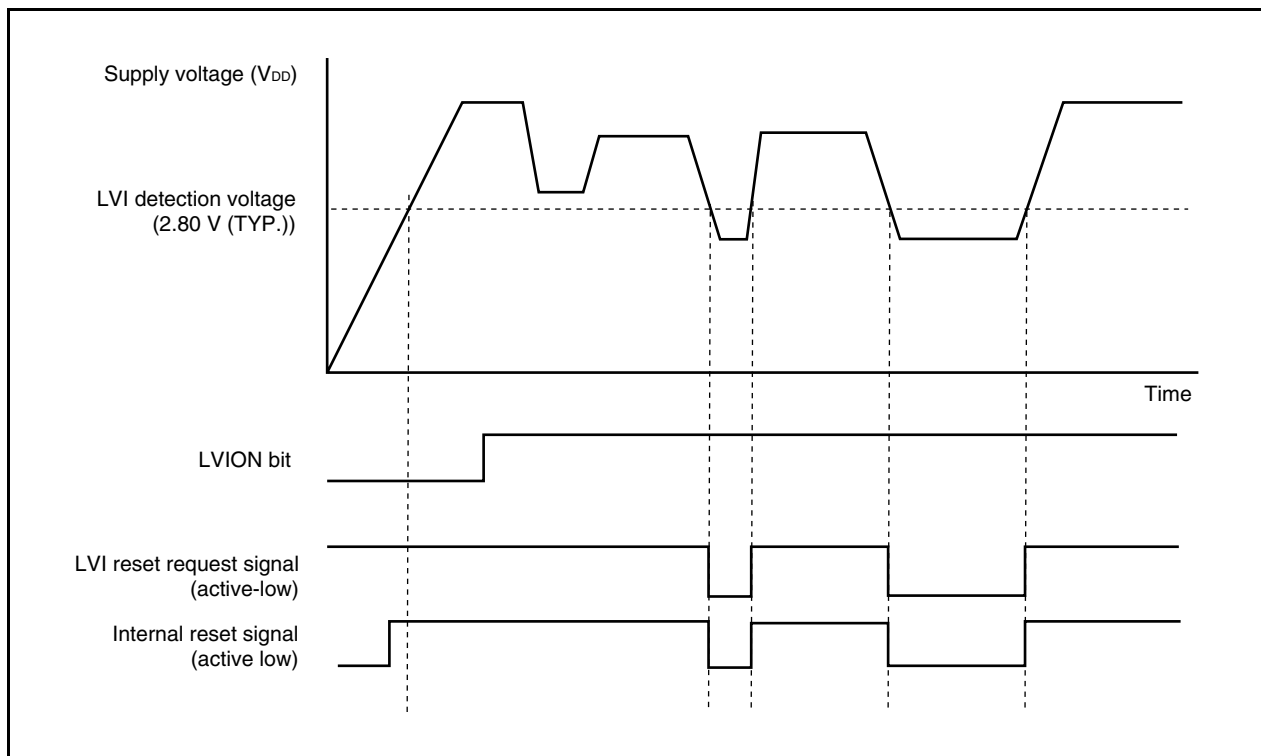 Supply voltage (VDD)
LVI detection voltage
(2.80 V (TYP.))
Time
LVION bit
LVI reset request signal
(active-low)
Internal reset signal
(active low)